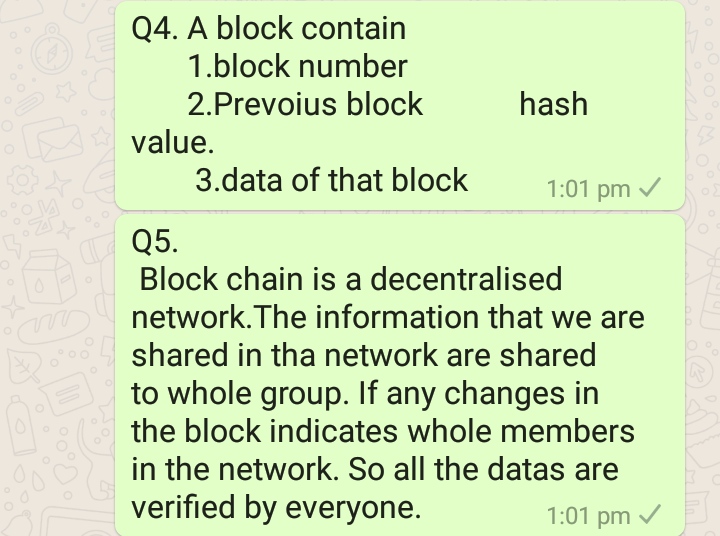 Q4. A block contain
1.block number
2.Prevoius block hash
value.
3.data of that block
1:01 pm
Q5.
Block chain is a decentralised
network.The information that we are
shared in tha network are shared
to whole group. If any changes in
the block indicates whole members
in the network. So all the datas are
verified by everyone.
1:01 pm